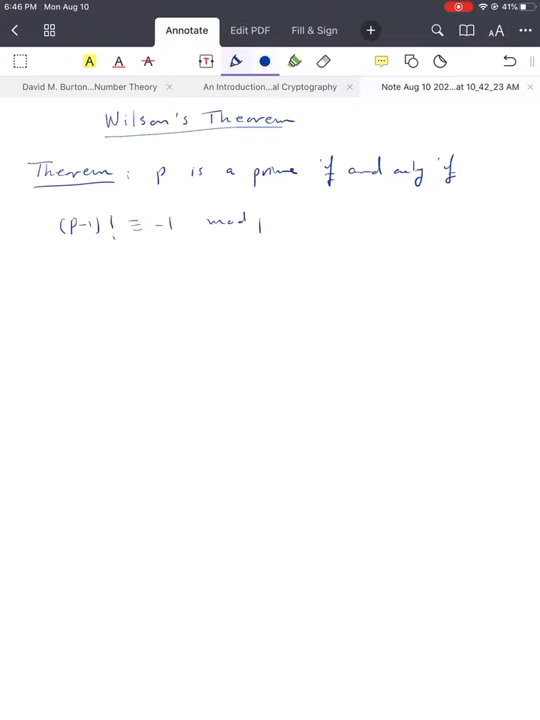 6:46 PM Mon Aug 10 41%
Annotate Edit PDF Fill & Sign
A A A T AA
David M. Burton...Number Theory × An Introduction...al Cryptography × Note Aug 10 202...at 10_42_23 AM ×
Wilson's Theorem
Theorem : p is a prime if and only if
(p-1)! ≡ -1 mod